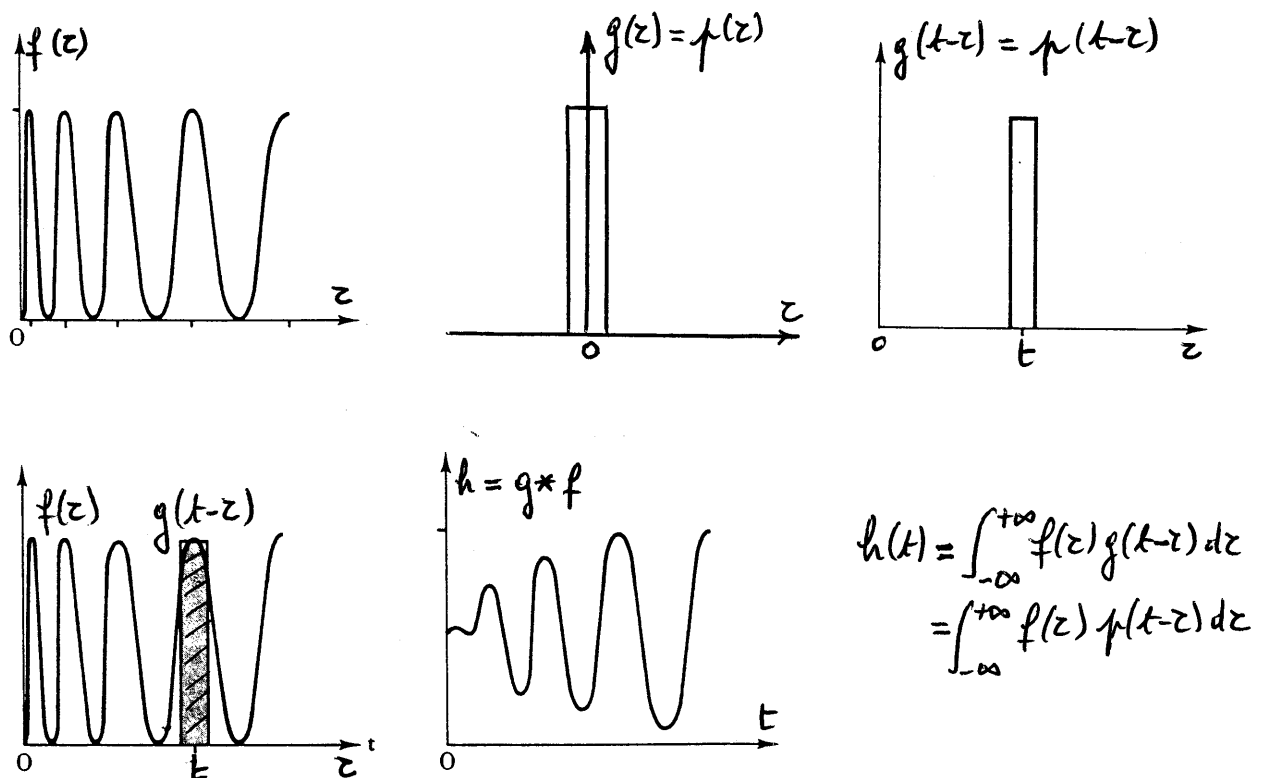 f(τ)
τ
0
g(τ) = p(τ)
τ
0
g(t-τ) = p(t-τ)
0
t
τ
f(τ)
g(t-τ)
t
0
t
τ
h = g*f
t
0
h(t) = ∫_{-∞}^{+∞} f(τ) g(t-τ) dτ
= ∫_{-∞}^{+∞} f(τ) p(t-τ) dτ